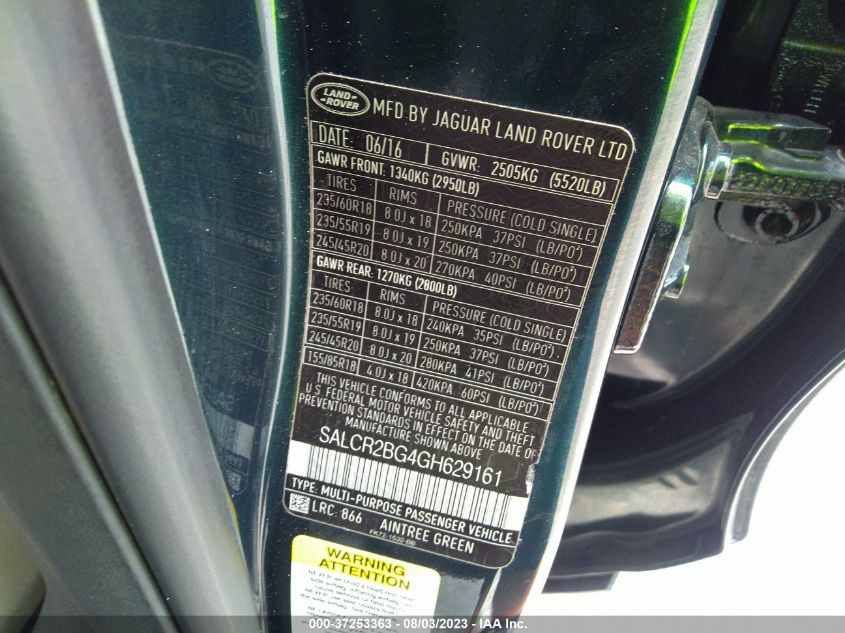 LAND ROVER MFD.BY JAGUAR LAND ROVER LTD
DATE: 06/16 GVWR: 2505KG (5520LB)
GAWR FRONT: 1340KG (2950LB)
TIRES RIMS PRESSURE (COLD SINGLE)
235/60R18 8.0J x 18 250KPA 37PSI (LB/PO²)
235/55R19 8.0J x 19 250KPA 37PSI (LB/PO²)
245/45R20 8.0J x 20 270KPA 40PSI (LB/PO²)
GAWR REAR: 1270KG (2800LB)
TIRES RIMS PRESSURE (COLD SINGLE)
235/60R18 8.0J x 18 240KPA 35PSI (LB/PO²)
235/55R19 8.0J x 19 250KPA 37PSI (LB/PO²)
245/45R20 8.0J x 20 280KPA 41PSI (LB/PO²)
155/85R18 4.0J x 18 420KPA 60PSI (LB/PO²)
THIS VEHICLE CONFORMS TO ALL APPLICABLE
U.S. FEDERAL MOTOR VEHICLE SAFETY AND THEFT
PREVENTION STANDARDS IN EFFECT ON THE DATE OF
MANUFACTURE SHOWN ABOVE
SALCR2BG4GH629161
TYPE: MULTI-PURPOSE PASSENGER VEHICLE
LRC: 866 AINTREE GREEN
FK72-1532-BB
WARNING
ATTENTION
000-37253363 - 08/03/2023 - IAA Inc.